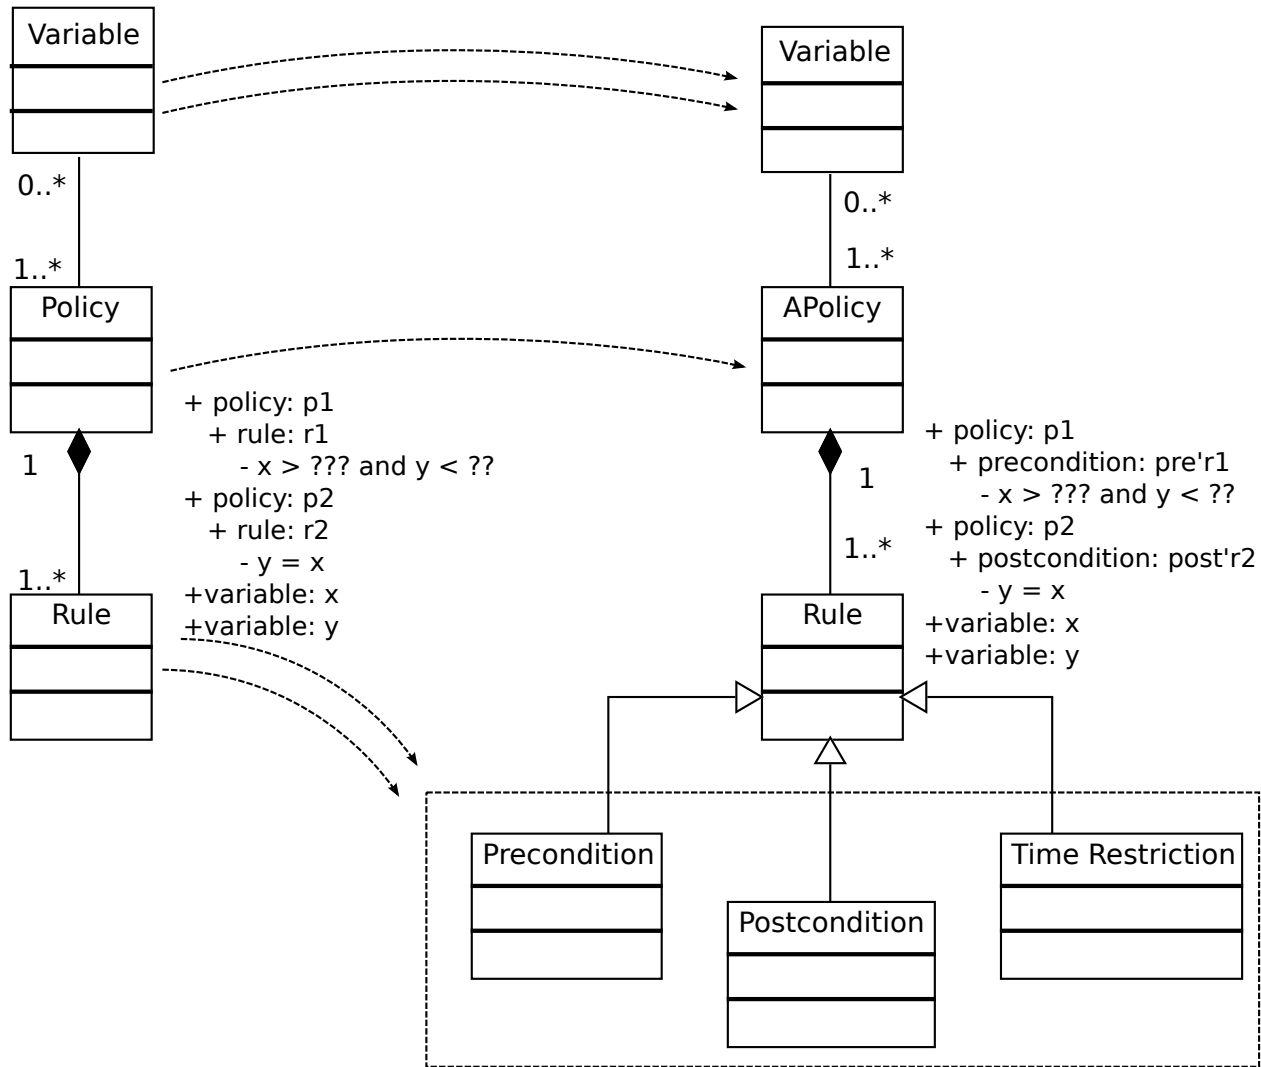 Variable
0..*
1..*
Policy
1
1..*
Rule
+ policy: p1
+ rule: r1
- x > ??? and y < ??
+ policy: p2
+ rule: r2
- y = x
+variable: x
+variable: y
Variable
0..*
1..*
APolicy
1
1..*
Rule
+ policy: p1
+ precondition: pre'r1
- x > ??? and y < ??
+ policy: p2
+ postcondition: post'r2
- y = x
+variable: x
+variable: y
Precondition
Postcondition
Time Restriction